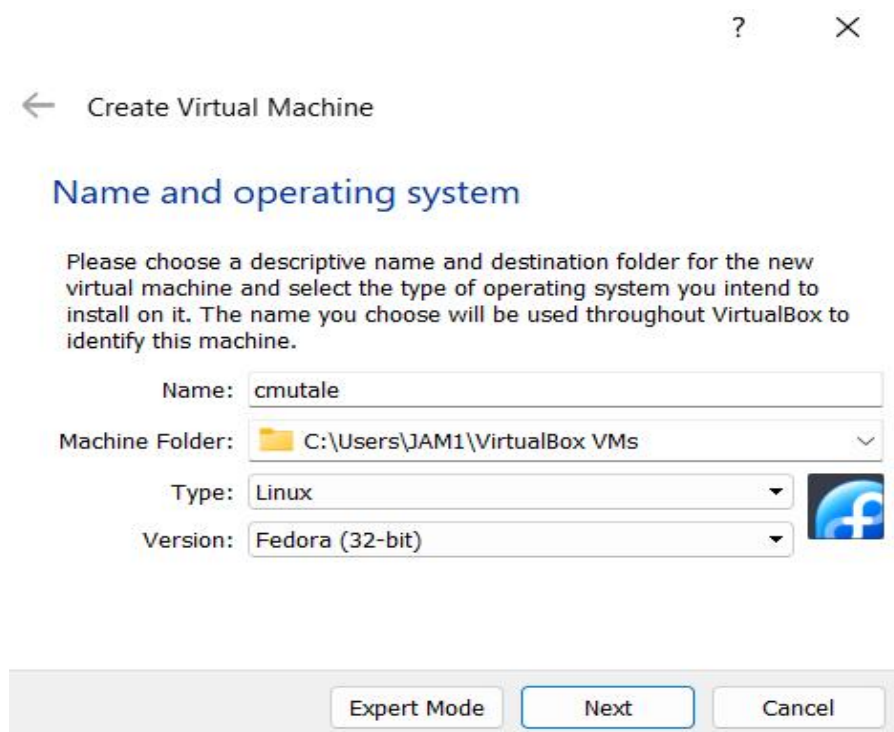 ?
Create Virtual Machine
Name and operating system
Please choose a descriptive name and destination folder for the new
virtual machine and select the type of operating system you intend to
install on it. The name you choose will be used throughout VirtualBox to
identify this machine.
Name: cmutale
Machine Folder: C:\Users\JAM1\VirtualBox VMs
Type: Linux
Version: Fedora (32-bit)
Expert Mode Next Cancel